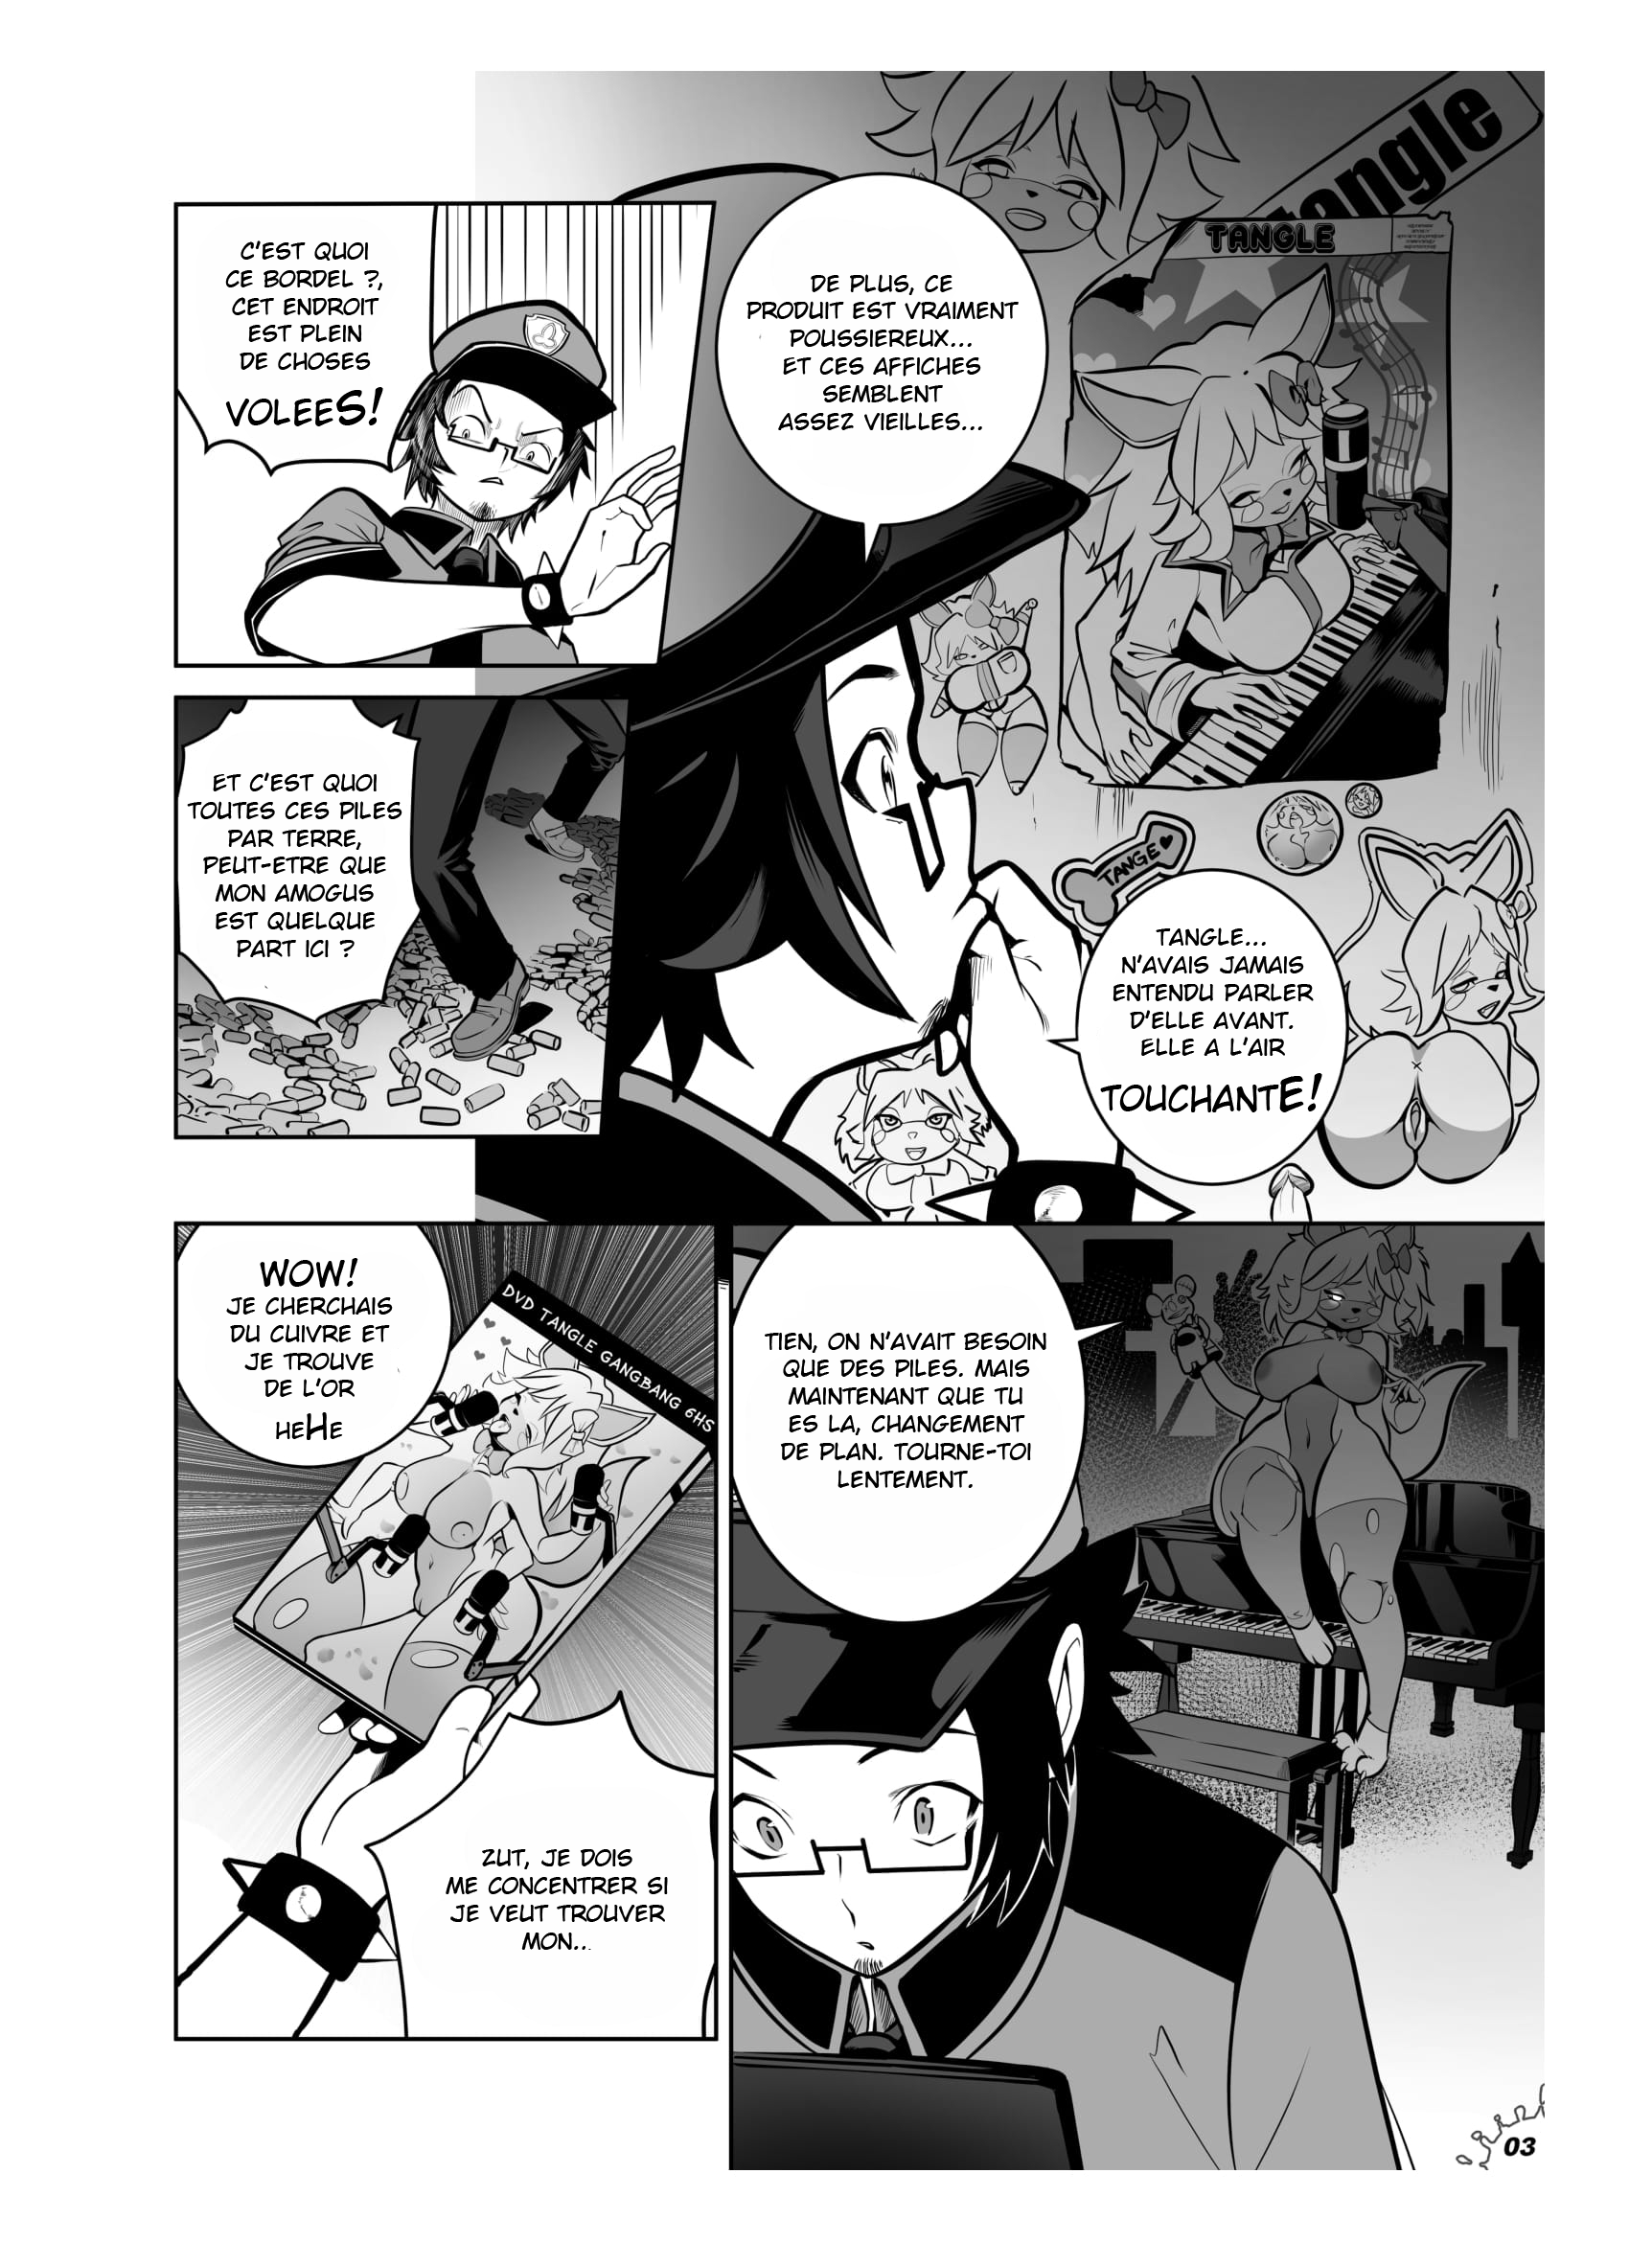 C'EST QUOI
CE BORDEL ?,
CET ENDROIT
EST PLEIN
DE CHOSES
VOLEES!
DE PLUS, CE
PRODUIT EST VRAIMENT
POUSSIEREUX...
ET CES AFFICHES
SEMBLENT
ASSEZ VIEILLES...
tangle
TANGLE
ET C'EST QUOI
TOUTES CES PILES
PAR TERRE,
PEUT-ETRE QUE
MON AMOGUS
EST QUELQUE
PART ICI ?
TANGE
TANGLE...
N'AVAIS JAMAIS
ENTENDU PARLER
D'ELLE AVANT.
ELLE A L'AIR
TOUCHANTE!
WOW!
JE CHERCHAIS
DU CUIVRE ET
JE TROUVE
DE L'OR
HEHE
DVD TANGLE GANGBANG 6HS
ZUT, JE DOIS
ME CONCENTRER SI
JE VEUT TROUVER
MON...
TIEN, ON N'AVAIT BESOIN
QUE DES PILES. MAIS
MAINTENANT QUE TU
ES LA, CHANGEMENT
DE PLAN. TOURNE-TOI
LENTEMENT.
03